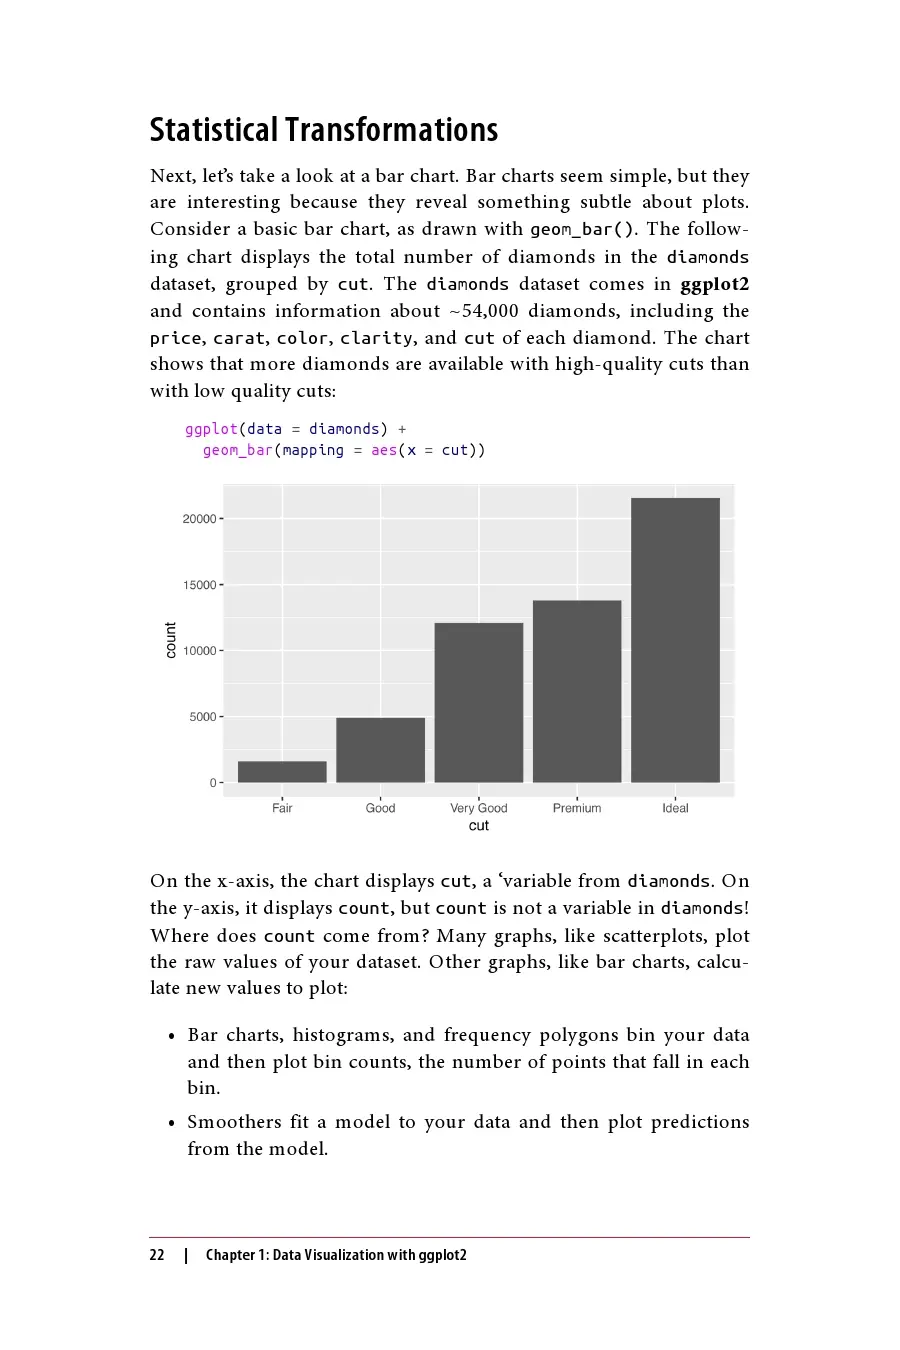 Statistical Transformations
Next, let’s take a look at a bar chart. Bar charts seem simple, but they
are interesting because they reveal something subtle about plots.
Consider a basic bar chart, as drawn with geom_bar(). The follow-
ing chart displays the total number of diamonds in the diamonds
dataset, grouped by cut. The diamonds dataset comes in ggplot2
and contains information about ~54,000 diamonds, including the
price, carat, color, clarity, and cut of each diamond. The chart
shows that more diamonds are available with high-quality cuts than
with low quality cuts:
ggplot(data = diamonds) +
geom_bar(mapping = aes(x = cut))
20000
15000
10000
5000
0
count
Fair Good Very Good Premium Ideal
cut
On the x-axis, the chart displays cut, a ‘variable from diamonds. On
the y-axis, it displays count, but count is not a variable in diamonds!
Where does count come from? Many graphs, like scatterplots, plot
the raw values of your dataset. Other graphs, like bar charts, calcu-
late new values to plot:
• Bar charts, histograms, and frequency polygons bin your data
and then plot bin counts, the number of points that fall in each
bin.
• Smoothers fit a model to your data and then plot predictions
from the model.
22 | Chapter 1: Data Visualization with ggplot2